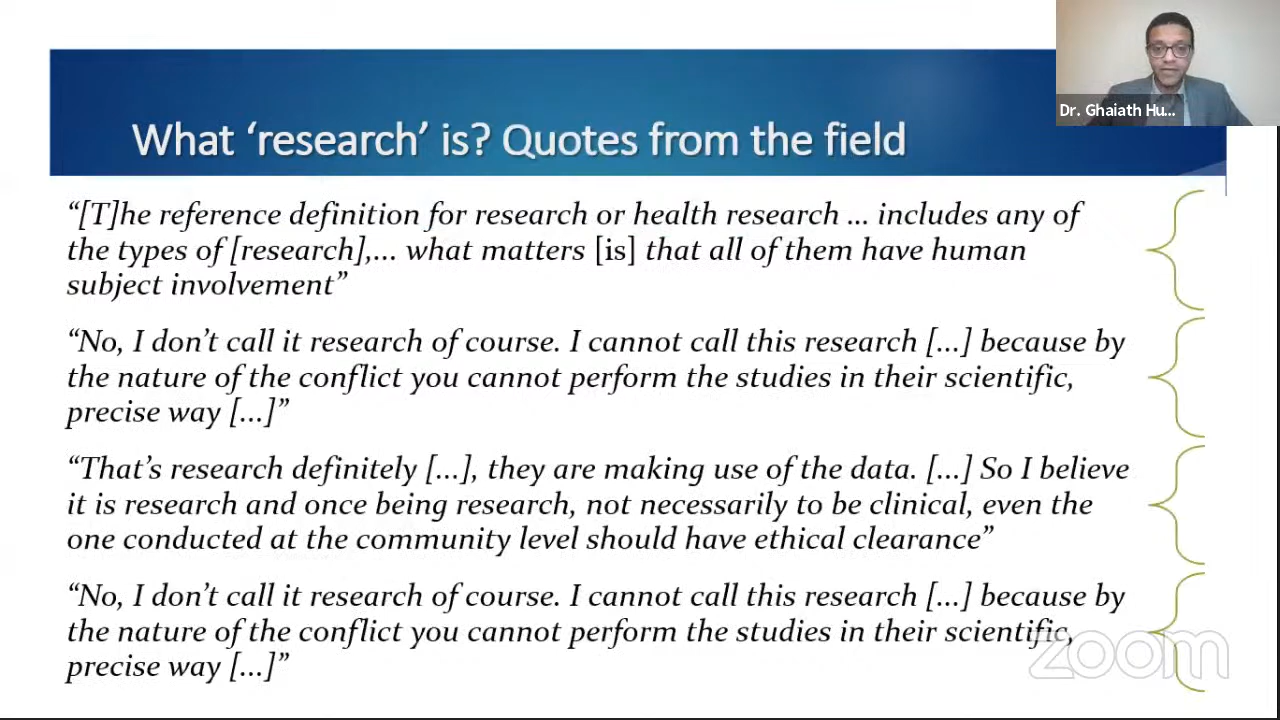 Dr. Ghaiath Hu...
What ‘research’ is? Quotes from the field
“[T]he reference definition for research or health research ... includes any of
the types of [research],... what matters [is] that all of them have human
subject involvement”
“No, I don’t call it research of course. I cannot call this research [...] because by
the nature of the conflict you cannot perform the studies in their scientific,
precise way [...]”
“That’s research definitely [...], they are making use of the data. [...] So I believe
it is research and once being research, not necessarily to be clinical, even the
one conducted at the community level should have ethical clearance”
“No, I don’t call it research of course. I cannot call this research [...] because by
the nature of the conflict you cannot perform the studies in their scientific,
precise way [...]”
zoom